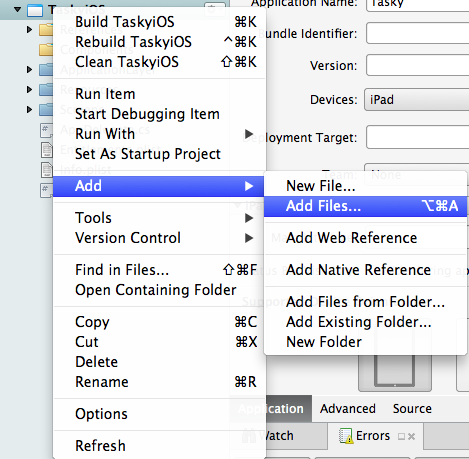 TaskyiOS
Application Name: Tasky
Bundle Identifier:
Version:
Devices: iPad
Deployment Target:
Build TaskyiOS ⌘K
Rebuild TaskyiOS ^⌘K
Clean TaskyiOS ⇧⌘K
Run Item
Start Debugging Item
Run With
Set As Startup Project
Add
Tools
Version Control
Find in Files... ⇧⌘F
Open Containing Folder
Copy ⌘C
Cut ⌘X
Delete
Rename ⌘R
Options
Refresh
New File...
Add Files... ⌥⌘A
Add Web Reference
Add Native Reference
Add Files from Folder...
Add Existing Folder...
New Folder
Application Advanced Source
Watch Errors